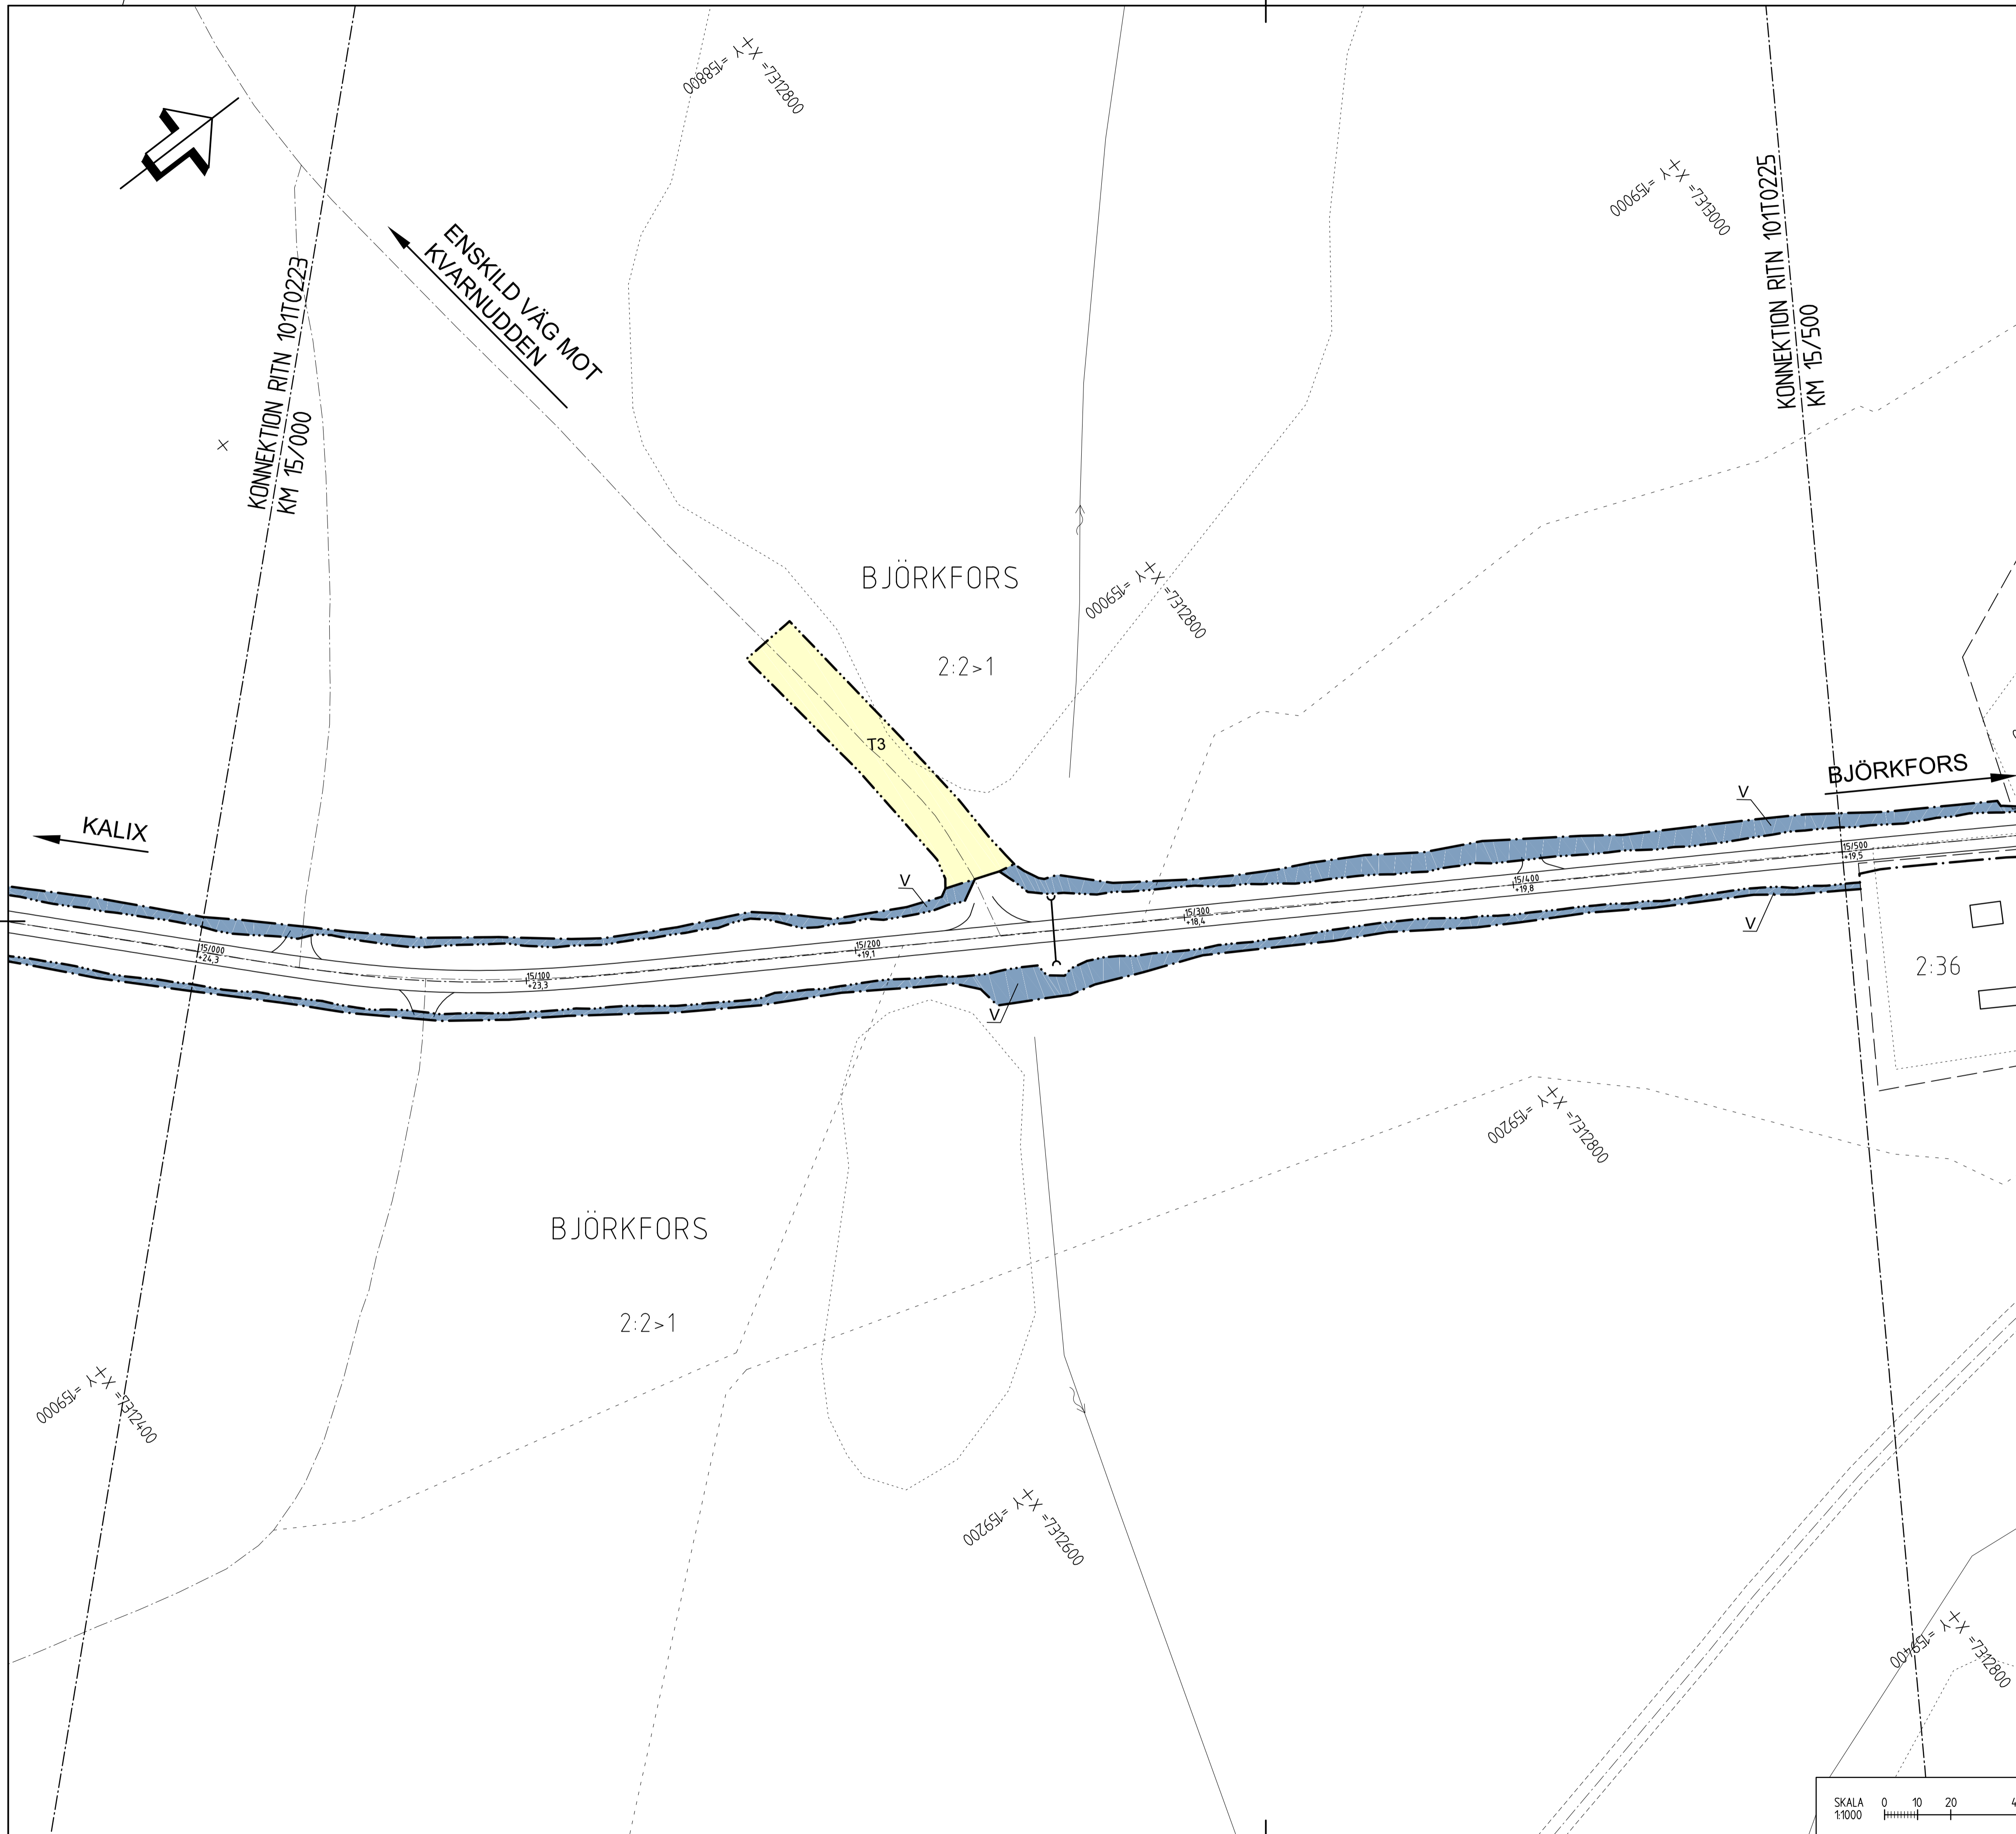 Y =158800
X =7312800
Y =159000
X =7313000
KONNEKTION RITN 101T0223
KM 15/000
ENSKILD VÄG MOT
KVARNUDDEN
KONNEKTION RITN 101T0225
KM 15/500
BJÖRKFORS
2:2>1
Y =159000
X =7312800
T3
KALIX
BJÖRKFORS
V
V
V
V
15/000
+24,3
15/100
+23,3
15/200
+19,1
15/300
+18,4
15/400
+19,8
15/500
+19,5
2:36
Y =159200
X =7312800
BJÖRKFORS
2:2>1
Y =159000
X =7312400
Y =159200
X =7312600
Y =159400
X =7312800
SKALA
1:1000
0 10 20